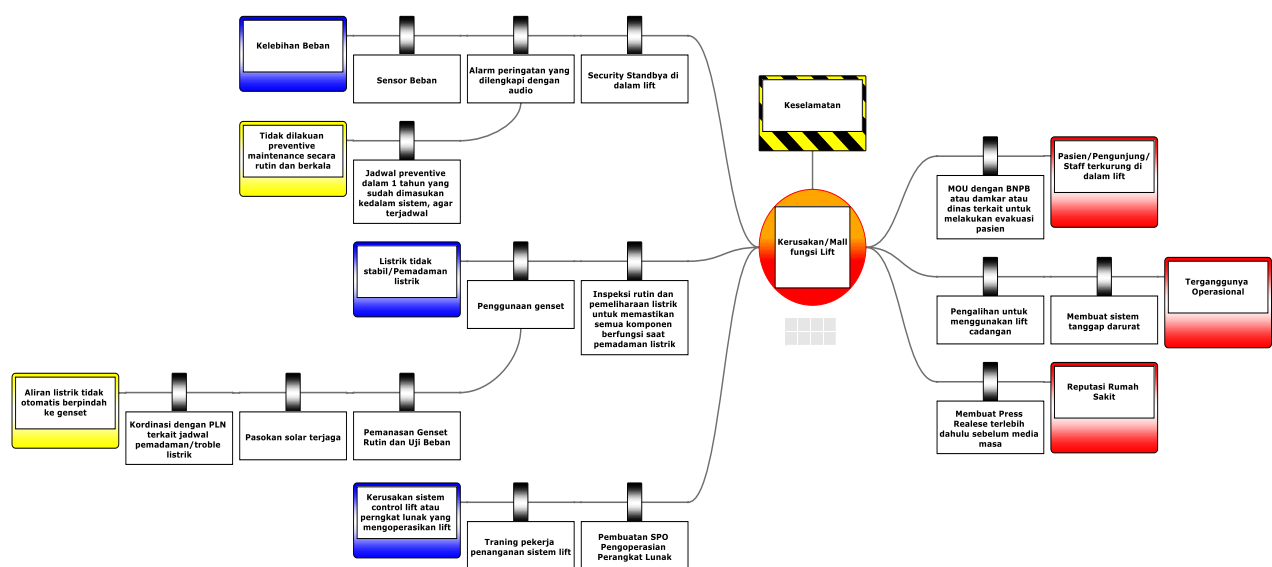 Kelebihan Beban
Sensor Beban
Alarm peringatan yang
dilengkapi dengan
audio
Security Standbya di
dalam lift
Tidak dilakuan
preventive
maintenance secara
rutin dan berkala
Jadwal preventive
dalam 1 tahun yang
sudah dimasukan
kedalam sistem, agar
terjadwal
Listrik tidak
stabil/Pemadaman
listrik
Penggunaan genset
Inspeksi rutin dan
pemeliharaan listrik
untuk memastikan
semua komponen
berfungsi saat
pemadaman listrik
Aliran listrik tidak
otomatis berpindah
ke genset
Kordinasi dengan PLN
terkait jadwal
pemadaman/troble
listrik
Pasokan solar terjaga
Pemanasan Genset
Rutin dan Uji Beban
Kerusakan sistem
control lift atau
perngkat lunak yang
mengoperasikan lift
Traning pekerja
penanganan sistem lift
Pembuatan SPO
Pengoperasian
Perangkat Lunak
Keselamatan
Kerusakan/Mall
fungsi Lift
MOU dengan BNPB
atau damkar atau
dinas terkait untuk
melakukan evakuasi
pasien
Pasien/Pengunjung/
Staff terkurung di
dalam lift
Pengalihan untuk
menggunakan lift
cadangan
Membuat sistem
tanggap darurat
Terganggunya
Operasional
Membuat Press
Realese terlebih
dahulu sebelum media
masa
Reputasi Rumah
Sakit